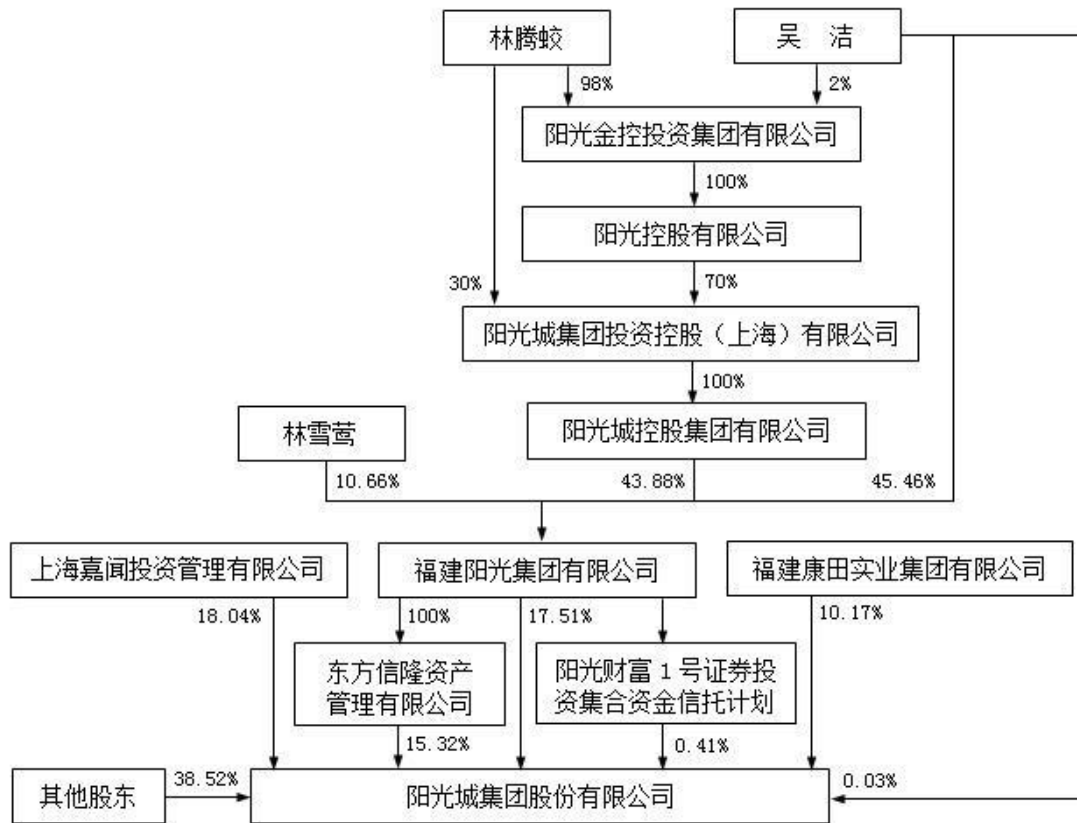 林腾蛟
吴 洁
98%
2%
阳光金控投资集团有限公司
100%
阳光控股有限公司
30%
70%
阳光城集团投资控股（上海）有限公司
100%
林雪莺
阳光城控股集团有限公司
10.66%
43.88%
45.46%
上海嘉闻投资管理有限公司
福建阳光集团有限公司
福建康田实业集团有限公司
18.04%
100%
17.51%
10.17%
东方信隆资产
管理有限公司
阳光财富1号证券投
资集合资金信托计划
15.32%
0.41%
其他股东
38.52%
阳光城集团股份有限公司
0.03%